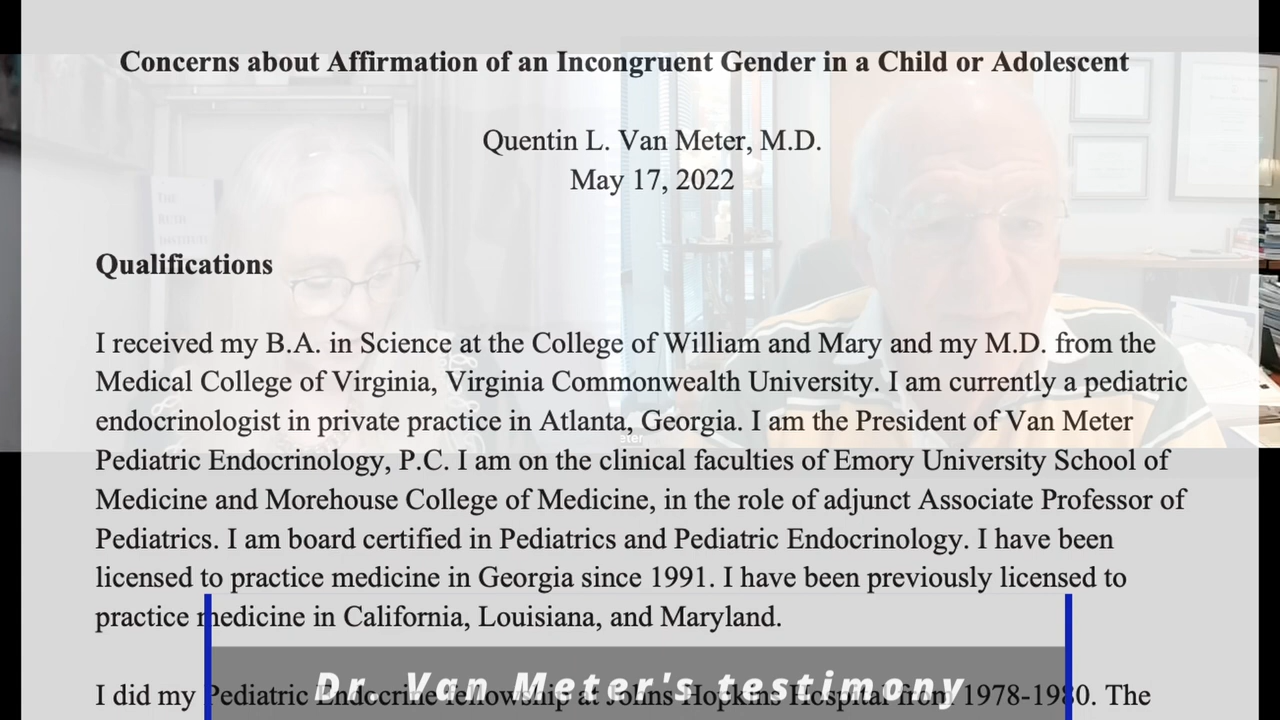 Concerns about Affirmation of an Incongruent Gender in a Child or Adolescent
Quentin L. Van Meter, M.D.
May 17, 2022
THE
RUTH
INSTITUTE
Qualifications
I received my B.A. in Science at the College of William and Mary and my M.D. from the
Medical College of Virginia, Virginia Commonwealth University. I am currently a pediatric
endocrinologist in private practice in Atlanta, Georgia. I am the President of Van Meter
eter
Pediatric Endocrinology, P.C. I am on the clinical faculties of Emory University School of
Medicine and Morehouse College of Medicine, in the role of adjunct Associate Professor of
Pediatrics. I am board certified in Pediatrics and Pediatric Endocrinology. I have been
licensed to practice medicine in Georgia since 1991. I have been previously licensed to
practice medicine in California, Louisiana, and Maryland.
I did my Pediatric Endocrine fellowship at Johns Hopkins Hospital from 1978-1980. The
Dr. Van Meter's testimony